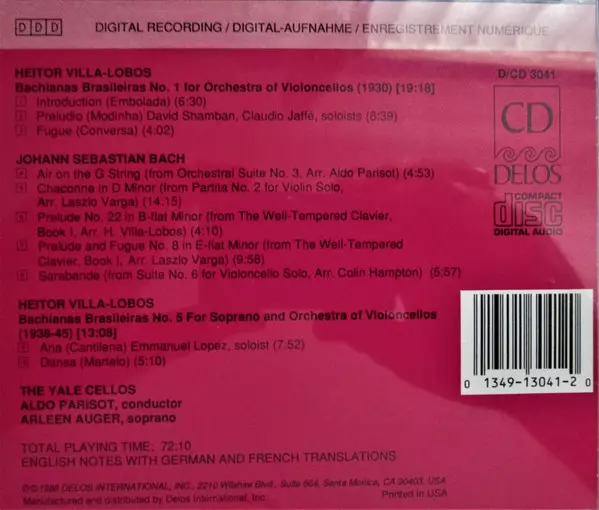 DDD DIGITAL RECORDING / DIGITAL-AUFNAHME / ENREGISTREMENT NUMÉRIQUE
D/CD 3041
HEITOR VILLA-LOBOS
Bachianas Brasileiras No. 1 for Orchestra of Violoncellos (1930) [19:18]
1 Introduction (Embolada) (6:30)
2 Preludio (Modinha) David Shamban, Claudio Jaffé, soloists (8:39)
3 Fugue (Conversa) (4:02)
CD
DELOS
COMPACT
disc
DIGITAL AUDIO
JOHANN SEBASTIAN BACH
4 Air on the G String (from Orchestral Suite No. 3, Arr. Aldo Parisot) (4:53)
5 Chaconne in D Minor (from Partita No. 2 for Violin Solo,
Arr. Laszlo Varga) (14:15)
6 Prelude No. 22 in B-flat Minor (from The Well-Tempered Clavier,
Book I, Arr. H. Villa-Lobos) (4:10)
7 Prelude and Fugue No. 8 in E-flat Minor (from The Well-Tempered
Clavier, Book I, Arr. Laszlo Varga) (9:58)
8 Sarabande (from Suite No. 6 for Violoncello Solo, Arr. Colin Hampton) (5:57)
HEITOR VILLA-LOBOS
Bachianas Brasileiras No. 5 For Soprano and Orchestra of Violoncellos
(1938-45) [13:08]
Aria (Cantilena) Emmanuel Lopez, soloist (7:52)
Dansa (Martelo) (5:10)
0 1349-13041-2 0
THE YALE CELLOS
ALDO PARISOT, conductor
ARLEEN AUGER, soprano
TOTAL PLAYING TIME: 72:10
ENGLISH NOTES WITH GERMAN AND FRENCH TRANSLATIONS
©℗ 1986 DELOS INTERNATIONAL, INC., 2210 Wilshire Blvd., Suite 664, Santa Monica, CA 90403, USA
Manufactured and distributed by Delos International, Inc.
Printed in USA